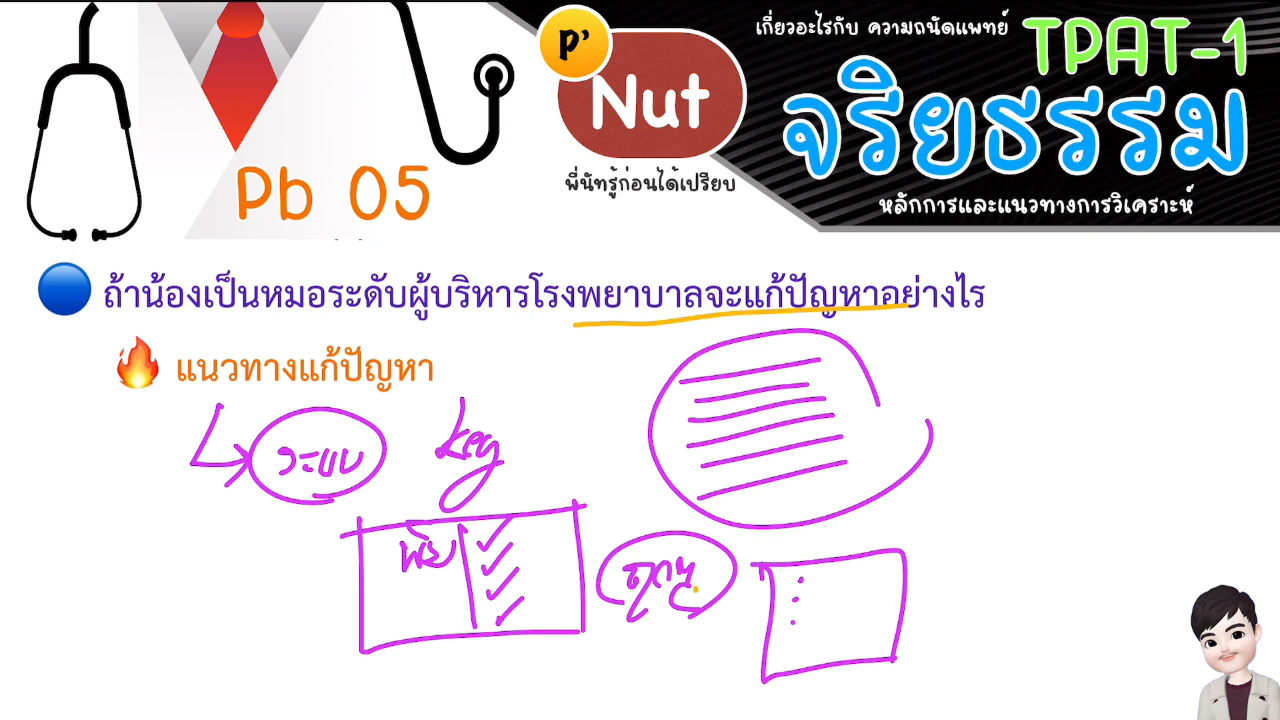 เกี่ยวอะไรกับ ความถนัดแพทย์ TPAT-1
P'
Nut
จริยธรรม
พี่นัทรู้ก่อนได้เปรียบ
หลักการและแนวทางการวิเคราะห์
Pb 05
ถ้าน้องเป็นหมอระดับผู้บริหารโรงพยาบาลจะแก้ปัญหาอย่างไร
แนวทางแก้ปัญหา
ระบบ
key